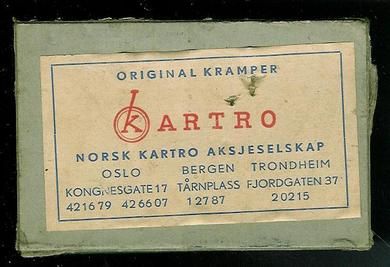 ORIGINAL KRAMPER
KARTRO
NORSK KARTRO AKSJESELSKAP
OSLO BERGEN TRONDHEIM
KONGNESGATE 17 TÅRNPLASS FJORDGATEN 37
421679 426607 12787 20215